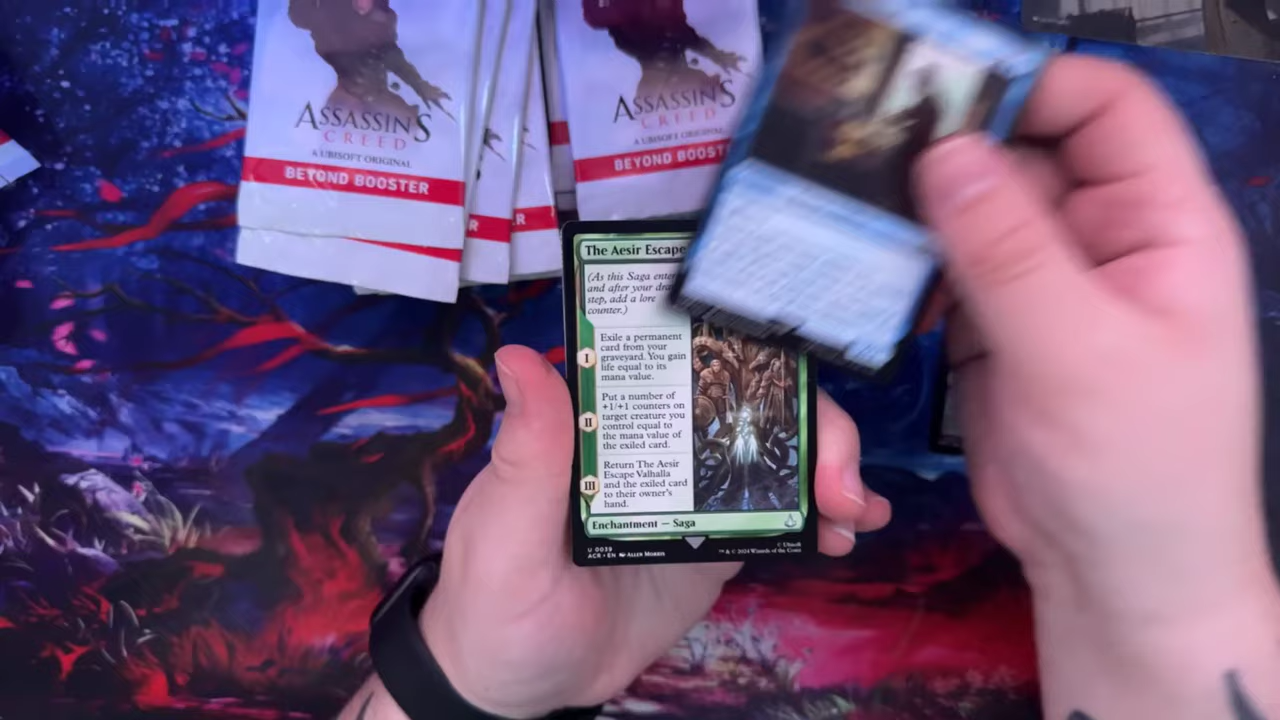 ASSASSIN'S
CREED
A UBISOFT ORIGINAL
BEYOND BOOSTER
ASSASSIN'S
CREED
A UBISOFT ORIGINAL
BEYOND BOOST
R
R
The Aesir Escape
(As this Saga
and after your
step, add a lore
counter.)
I
Exile a permanent
card from your
graveyard. You gain
life equal to its
mana value.
II
Put a number of
+1/+1 counters on
target creature you
control equal to
the mana value of
the exiled card.
III
Return The Aesir
Escape Valhalla
and the exiled card
to their owner's
hand.
Enchantment — Saga
U 0039
ACR • EN Allen Morris
© Ubisoft
™ & © 2024 Wizards of the Coast